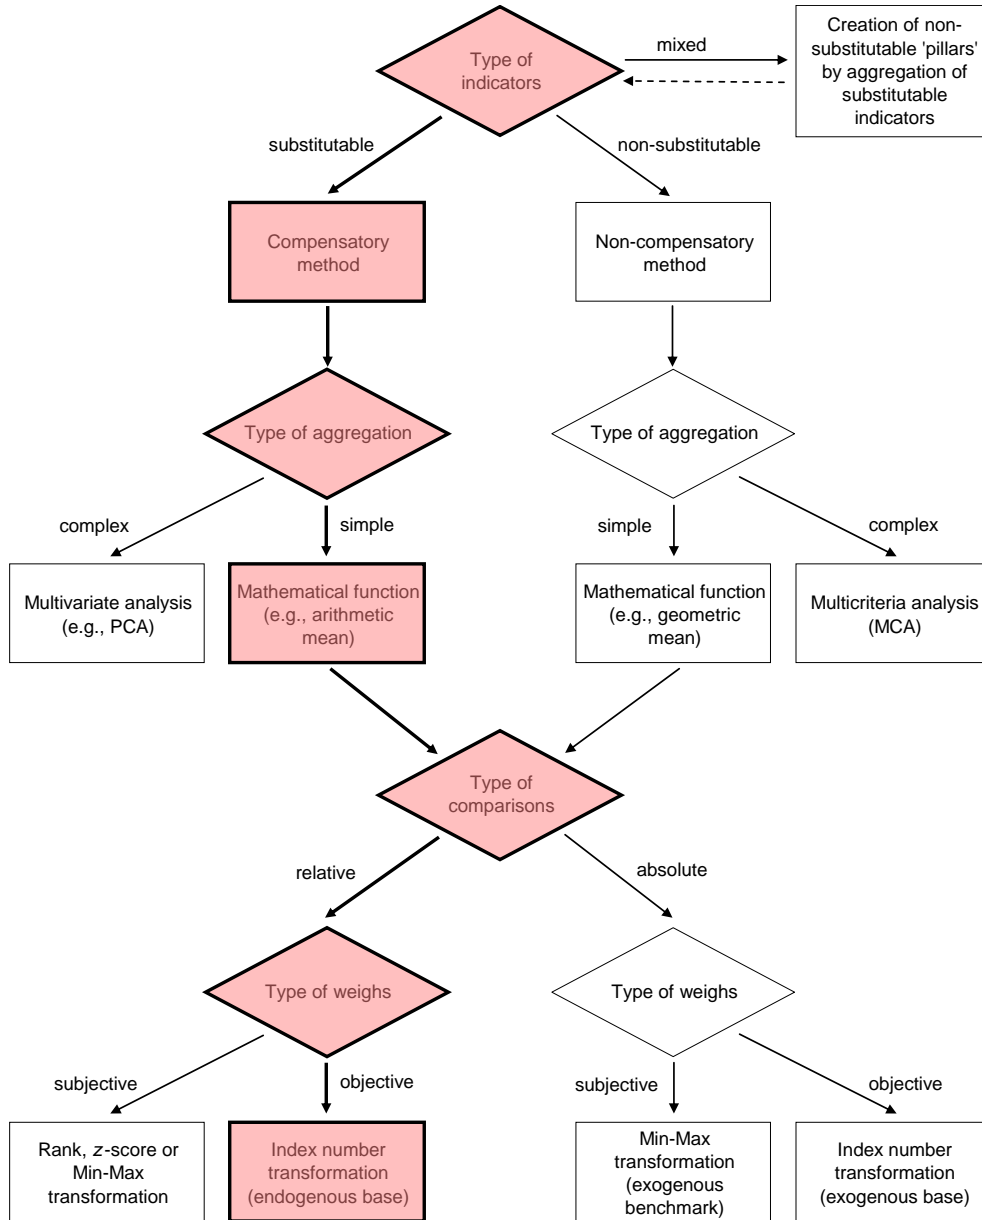 Type of
indicators
mixed
Creation of non-
substitutable 'pillars'
by aggregation of
substitutable
indicators
substitutable
non-substitutable
Compensatory
method
Non-compensatory
method
Type of aggregation
Type of aggregation
complex
simple
simple
complex
Multivariate analysis
(e.g., PCA)
Mathematical function
(e.g., arithmetic
mean)
Mathematical function
(e.g., geometric
mean)
Multicriteria analysis
(MCA)
Type of
comparisons
relative
absolute
Type of weighs
Type of weighs
subjective
objective
subjective
objective
Rank, z-score or
Min-Max
transformation
Index number
transformation
(endogenous base)
Min-Max
transformation
(exogenous
benchmark)
Index number
transformation
(exogenous base)